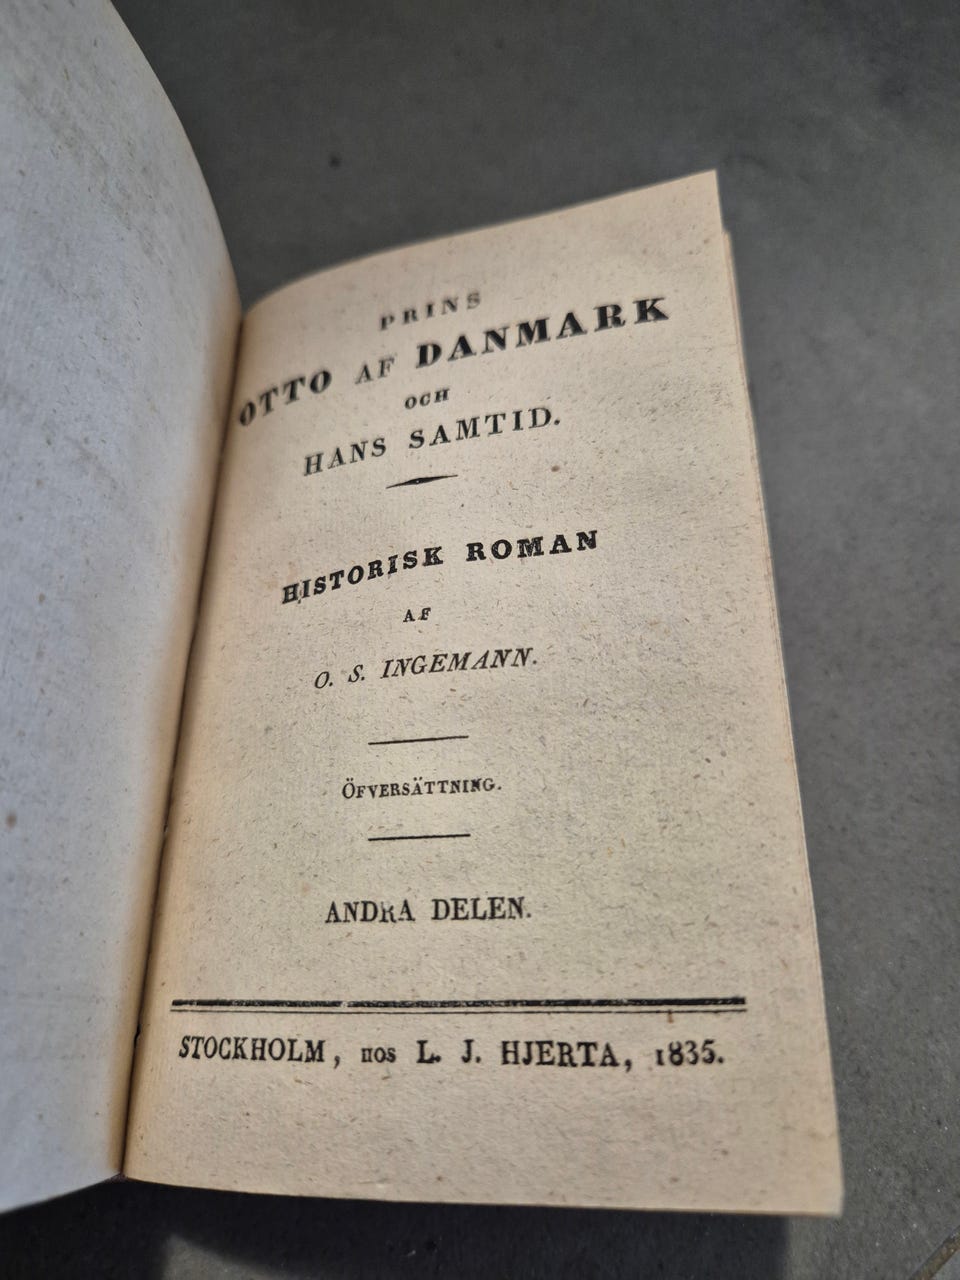 PRINS
OTTO AF DANMARK
OCH
HANS SAMTID.
HISTORISK ROMAN
AF
O. S. INGEMANN.
ÖFVERSÄTTNING.
ANDRA DELEN.
STOCKHOLM, HOS L. J. HJERTA, 1835.